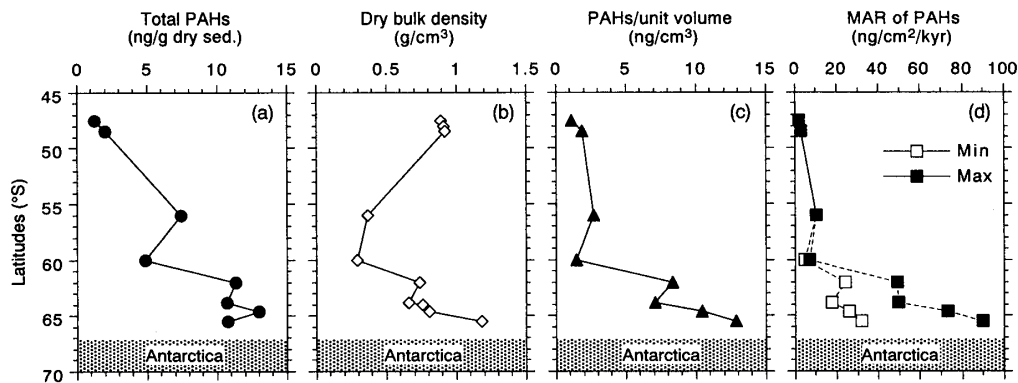 Total PAHs
(ng/g dry sed.)
Dry bulk density
(g/cm³)
PAHs/unit volume
(ng/cm³)
MAR of PAHs
(ng/cm²/kyr)
0 5 10 15
0 0.5 1 1.5
0 5 10 15
0 20 40 60 80 100
Latitudes (°S)
45
50
55
60
65
70
(a)
(b)
(c)
(d)
Min
Max
Antarctica
Antarctica
Antarctica
Antarctica